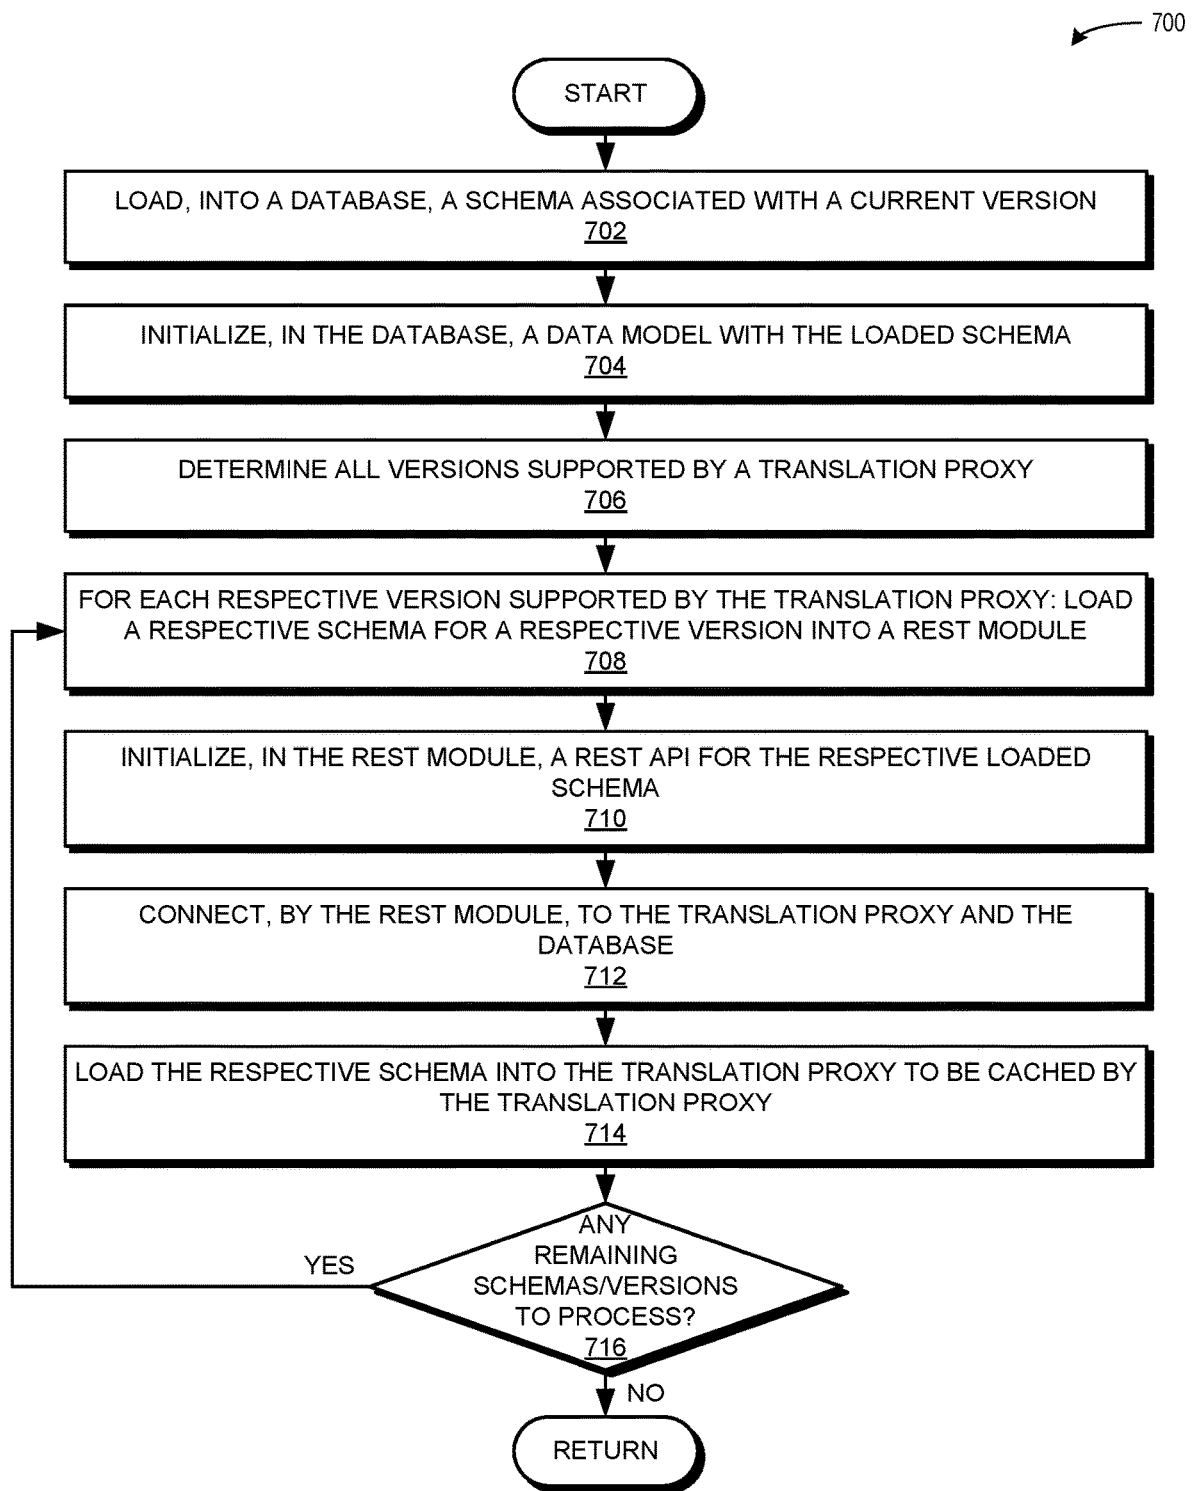 700
START
LOAD, INTO A DATABASE, A SCHEMA ASSOCIATED WITH A CURRENT VERSION
702
INITIALIZE, IN THE DATABASE, A DATA MODEL WITH THE LOADED SCHEMA
704
DETERMINE ALL VERSIONS SUPPORTED BY A TRANSLATION PROXY
706
FOR EACH RESPECTIVE VERSION SUPPORTED BY THE TRANSLATION PROXY: LOAD
A RESPECTIVE SCHEMA FOR A RESPECTIVE VERSION INTO A REST MODULE
708
INITIALIZE, IN THE REST MODULE, A REST API FOR THE RESPECTIVE LOADED
SCHEMA
710
CONNECT, BY THE REST MODULE, TO THE TRANSLATION PROXY AND THE
DATABASE
712
LOAD THE RESPECTIVE SCHEMA INTO THE TRANSLATION PROXY TO BE CACHED BY
THE TRANSLATION PROXY
714
ANY
REMAINING
SCHEMAS/VERSIONS
TO PROCESS?
716
YES
NO
RETURN